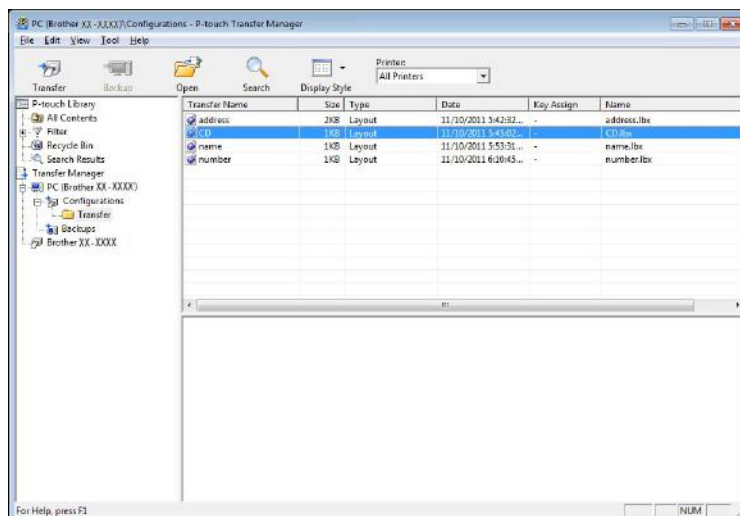 PC (Brother XX-XXXX)\Configurations - P-touch Transfer Manager
File Edit View Tool Help
Transfer Backup Open Search Display Style Printer: All Printers
P-touch Library
All Contents
Filter
Recycle Bin
Search Results
Transfer Manager
PC (Brother XX-XXXX)
Configurations
Transfer
Backups
Brother XX-XXXX
Transfer Name Size Type Date Key Assign Name
address 2KB Layout 11/10/2011 5:42:32... - address.lbx
CD 1KB Layout 11/10/2011 5:45:02... - CD.lbx
name 1KB Layout 11/10/2011 5:53:31... - name.lbx
number 1KB Layout 11/10/2011 6:10:45... - number.lbx
For Help, press F1 NUM